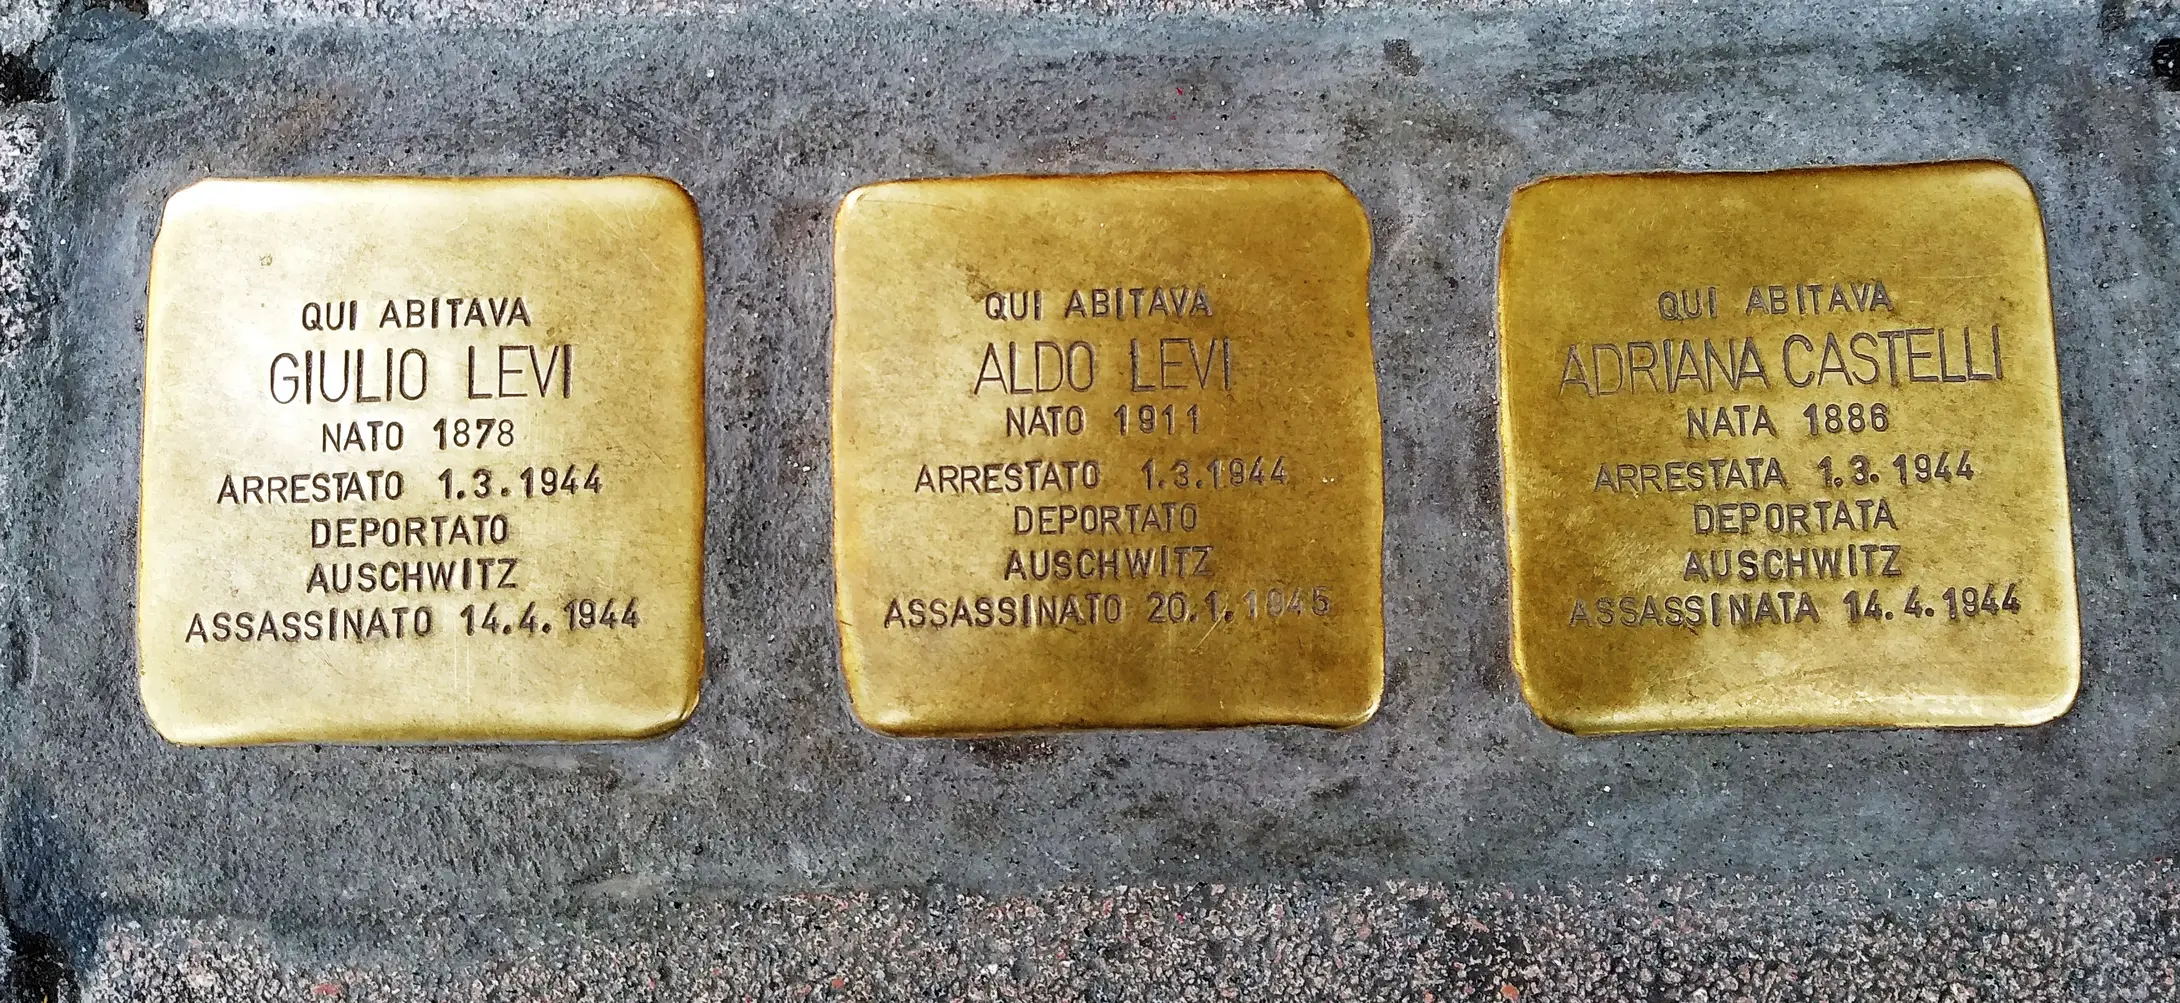 QUI ABITAVA
GIULIO LEVI
NATO 1878
ARRESTATO 1.3.1944
DEPORTATO
AUSCHWITZ
ASSASSINATO 14.4.1944
QUI ABITAVA
ALDO LEVI
NATO 1911
ARRESTATO 1.3.1944
DEPORTATO
AUSCHWITZ
ASSASSINATO 20.1.1945
QUI ABITAVA
ADRIANA CASTELLI
NATA 1886
ARRESTATA 1.3.1944
DEPORTATA
AUSCHWITZ
ASSASSINATA 14.4.1944